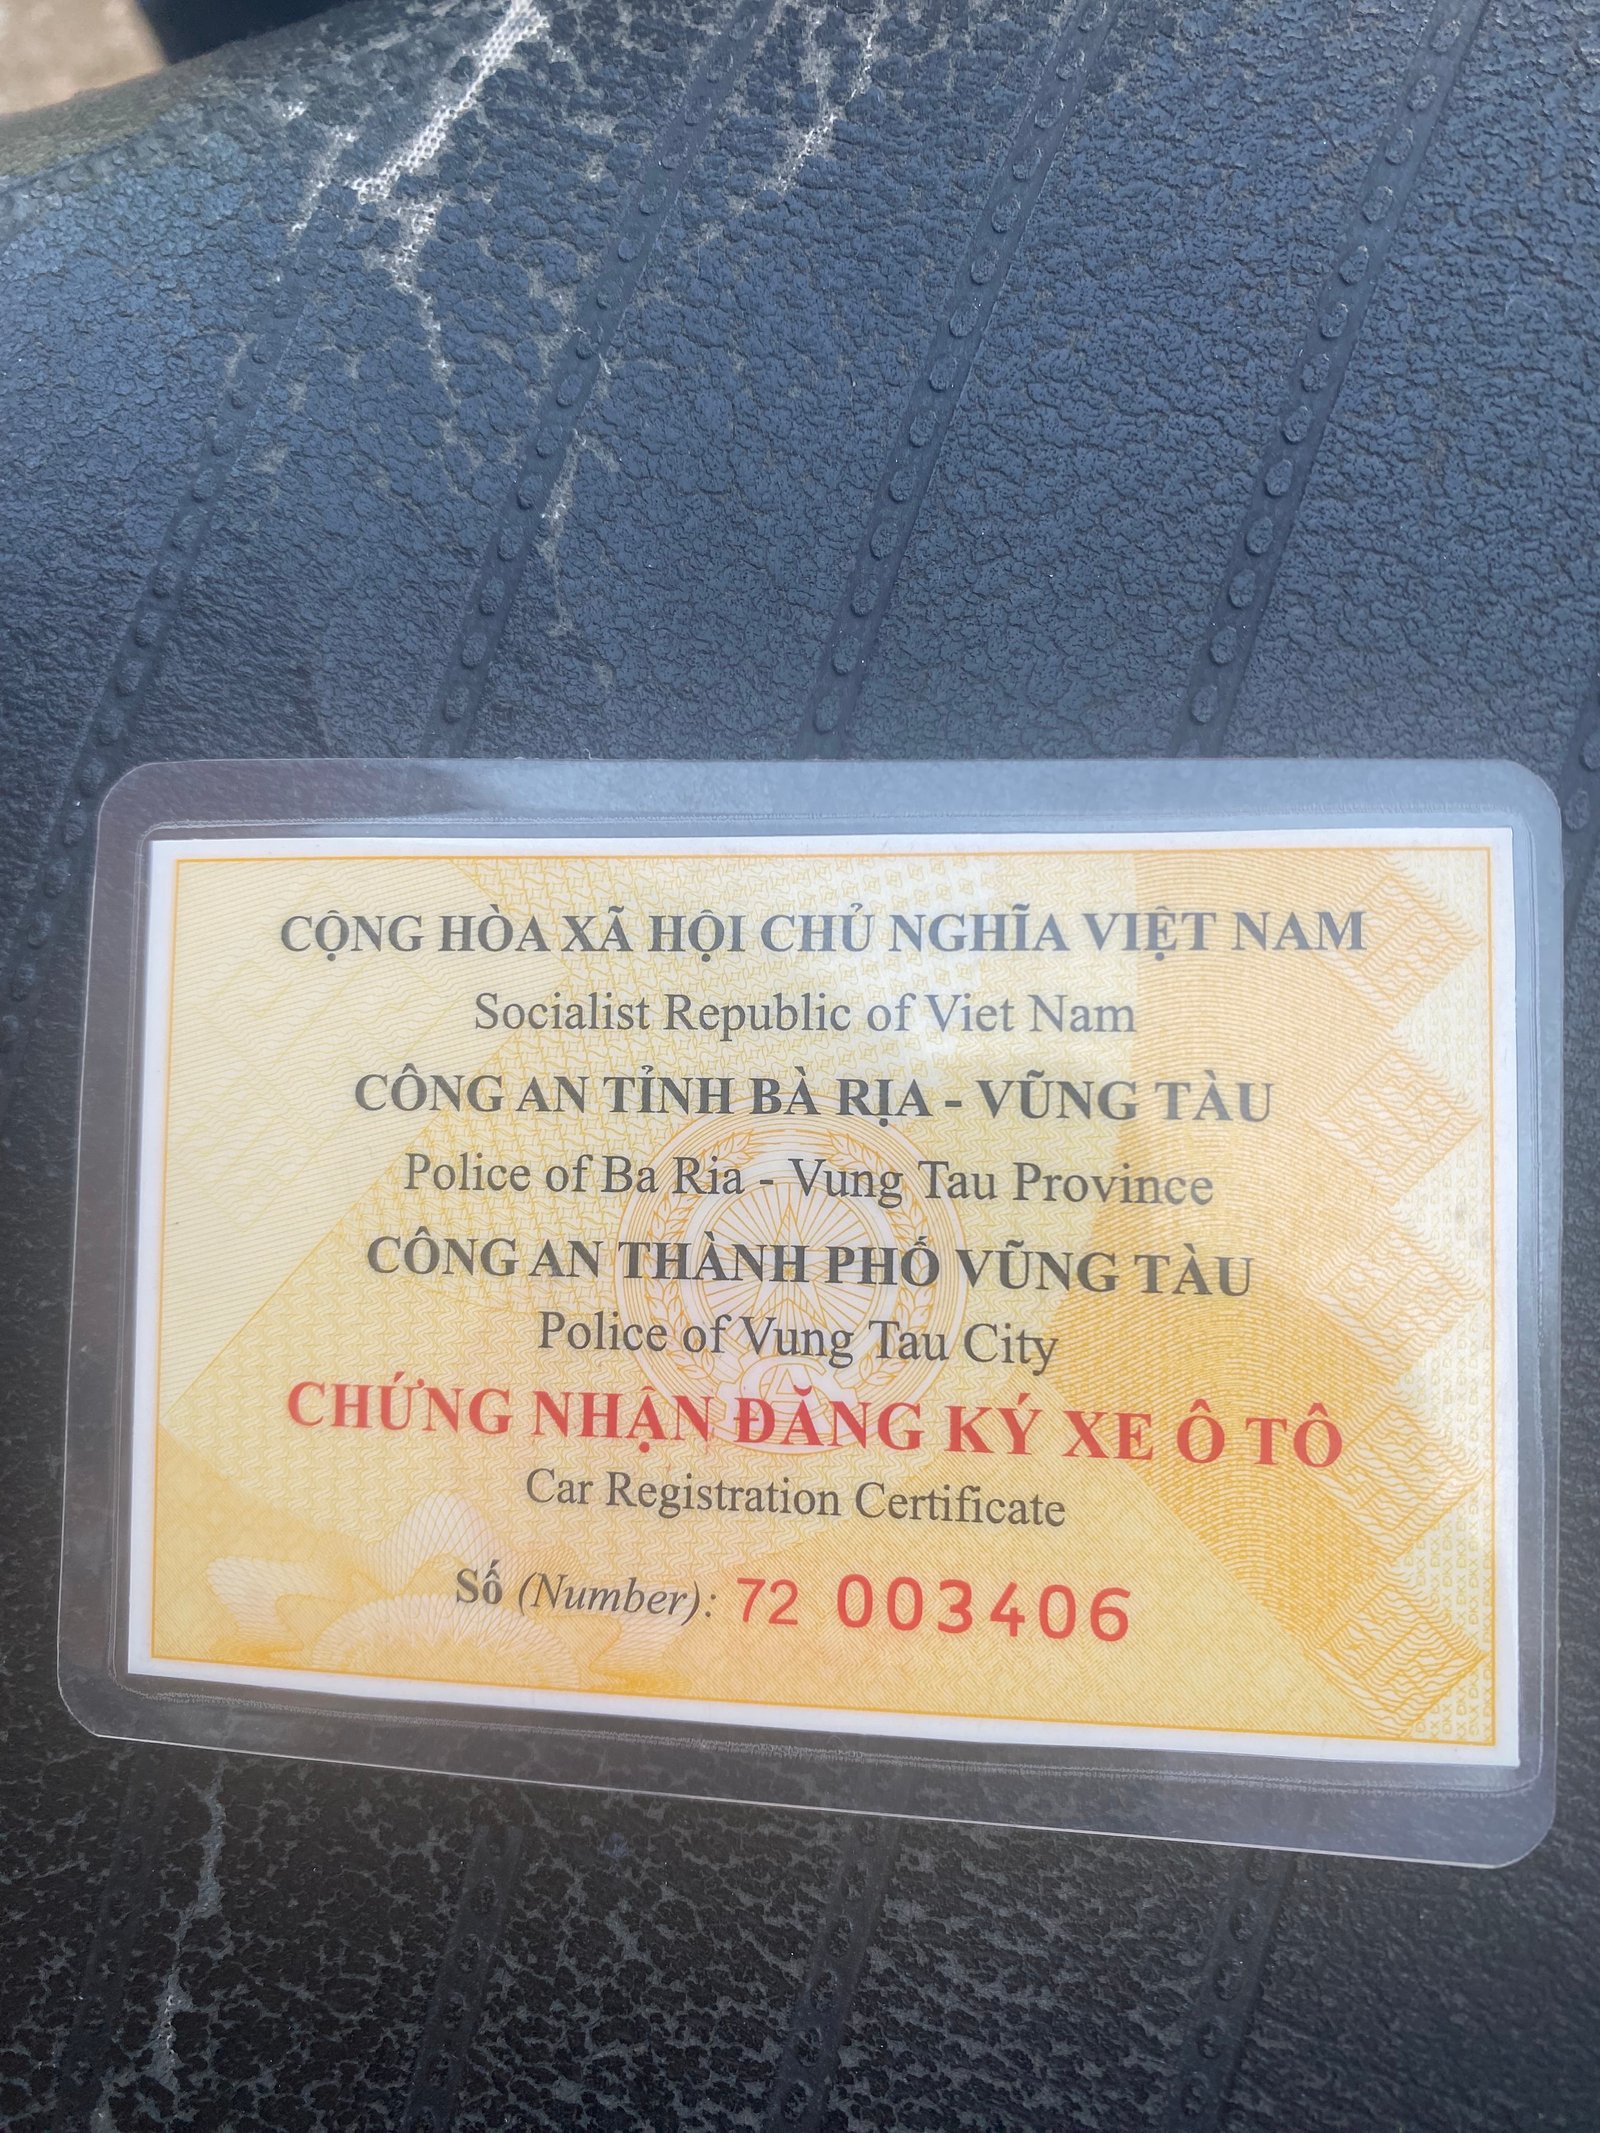 CỘNG HÒA XÃ HỘI CHỦ NGHĨA VIỆT NAM
Socialist Republic of Viet Nam
CÔNG AN TỈNH BÀ RỊA - VŨNG TÀU
Police of Ba Ria - Vung Tau Province
CÔNG AN THÀNH PHỐ VŨNG TÀU
Police of Vung Tau City
CHỨNG NHẬN ĐĂNG KÝ XE Ô TÔ
Car Registration Certificate
Số (Number): 72 003406